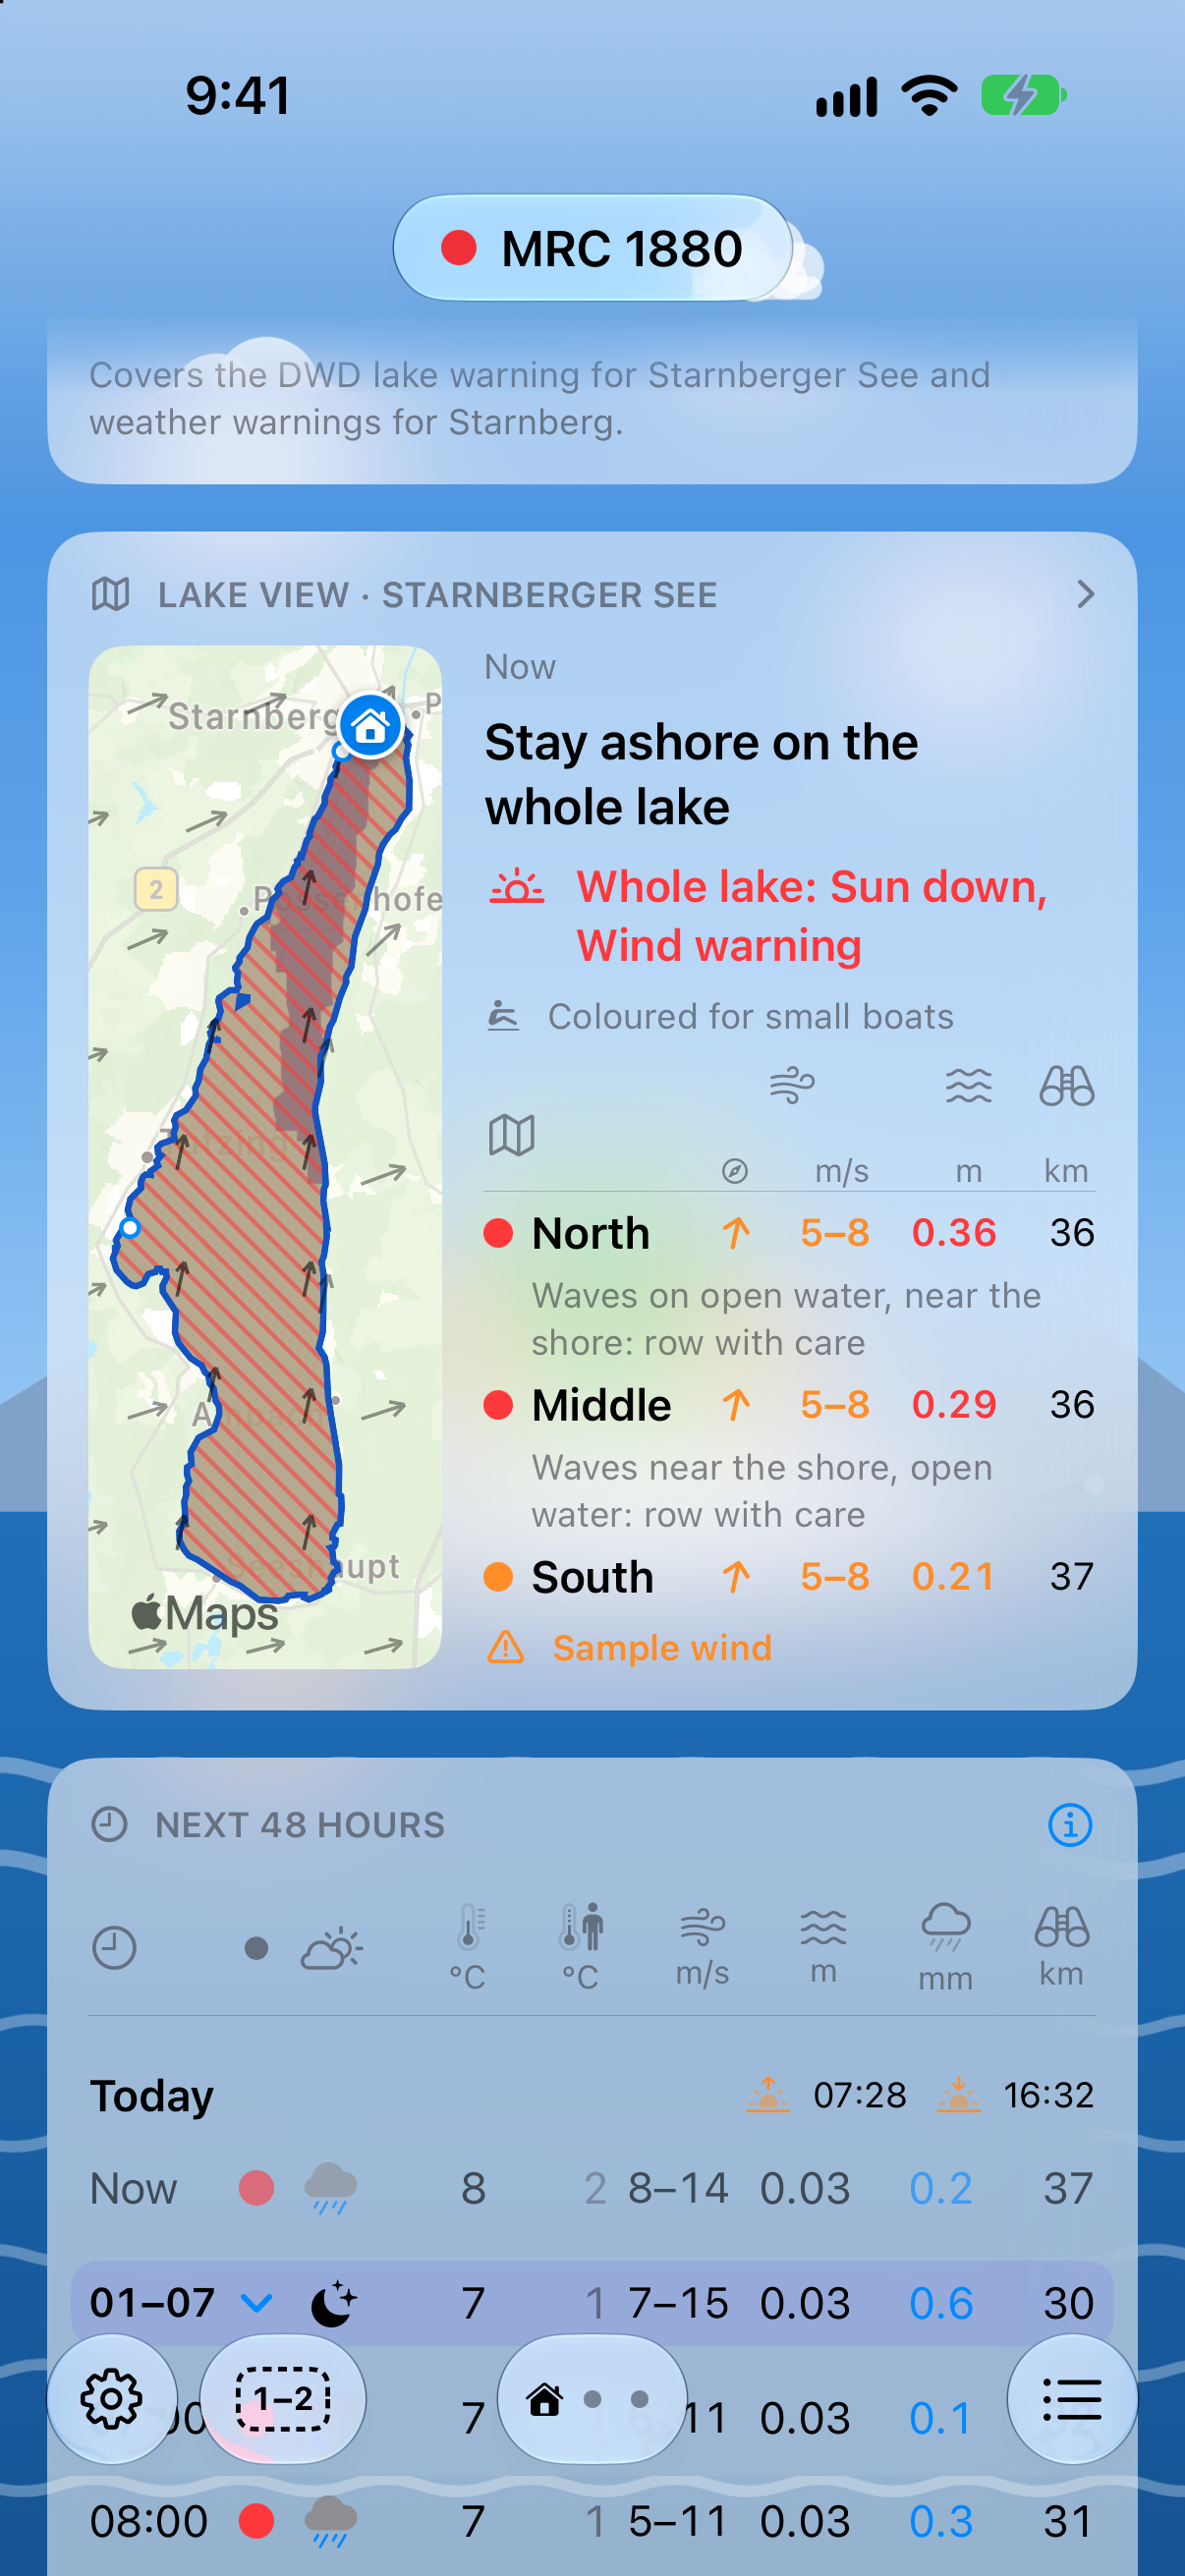 9:41
MRC 1880
Covers the DWD lake warning for Starnberger See and
weather warnings for Starnberg.
LAKE VIEW · STARNBERGER SEE
Now
Stay ashore on the
whole lake
Whole lake: Sun down,
Wind warning
Coloured for small boats
m/s m km
North 5–8 0.36 36
Waves on open water, near the
shore: row with care
Middle 5–8 0.29 36
Waves near the shore, open
water: row with care
South 5–8 0.21 37
Sample wind
Starnberg
P
2
Maps
NEXT 48 HOURS
°C °C m/s m mm km
Today 07:28 16:32
Now 8 2 8–14 0.03 0.2 37
01–07 7 1 7–15 0.03 0.6 30
1–2
7 11 0.03 0.1
08:00 7 1 5–11 0.03 0.3 31